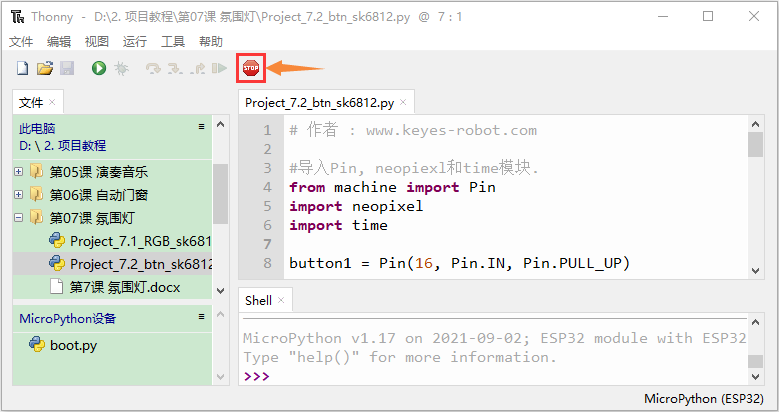 Thonny - D:\2. 项目教程\第07课 氛围灯\Project_7.2_btn_sk6812.py @ 7 : 1
文件 编辑 视图 运行 工具 帮助
STOP
文件 ×
此电脑
D: \ 2. 项目教程
第05课 演奏音乐
第06课 自动门窗
第07课 氛围灯
Project_7.1_RGB_sk681
Project_7.2_btn_sk6812
第7课 氛围灯.docx
MicroPython设备
boot.py
Project_7.2_btn_sk6812.py ×
1 # 作者 : www.keyes-robot.com
2
3 #导入Pin, neopiexl和time模块.
4 from machine import Pin
5 import neopixel
6 import time
7
8 button1 = Pin(16, Pin.IN, Pin.PULL_UP)
Shell ×
MicroPython v1.17 on 2021-09-02; ESP32 module with ESP32
Type "help()" for more information.
>>>
MicroPython (ESP32)